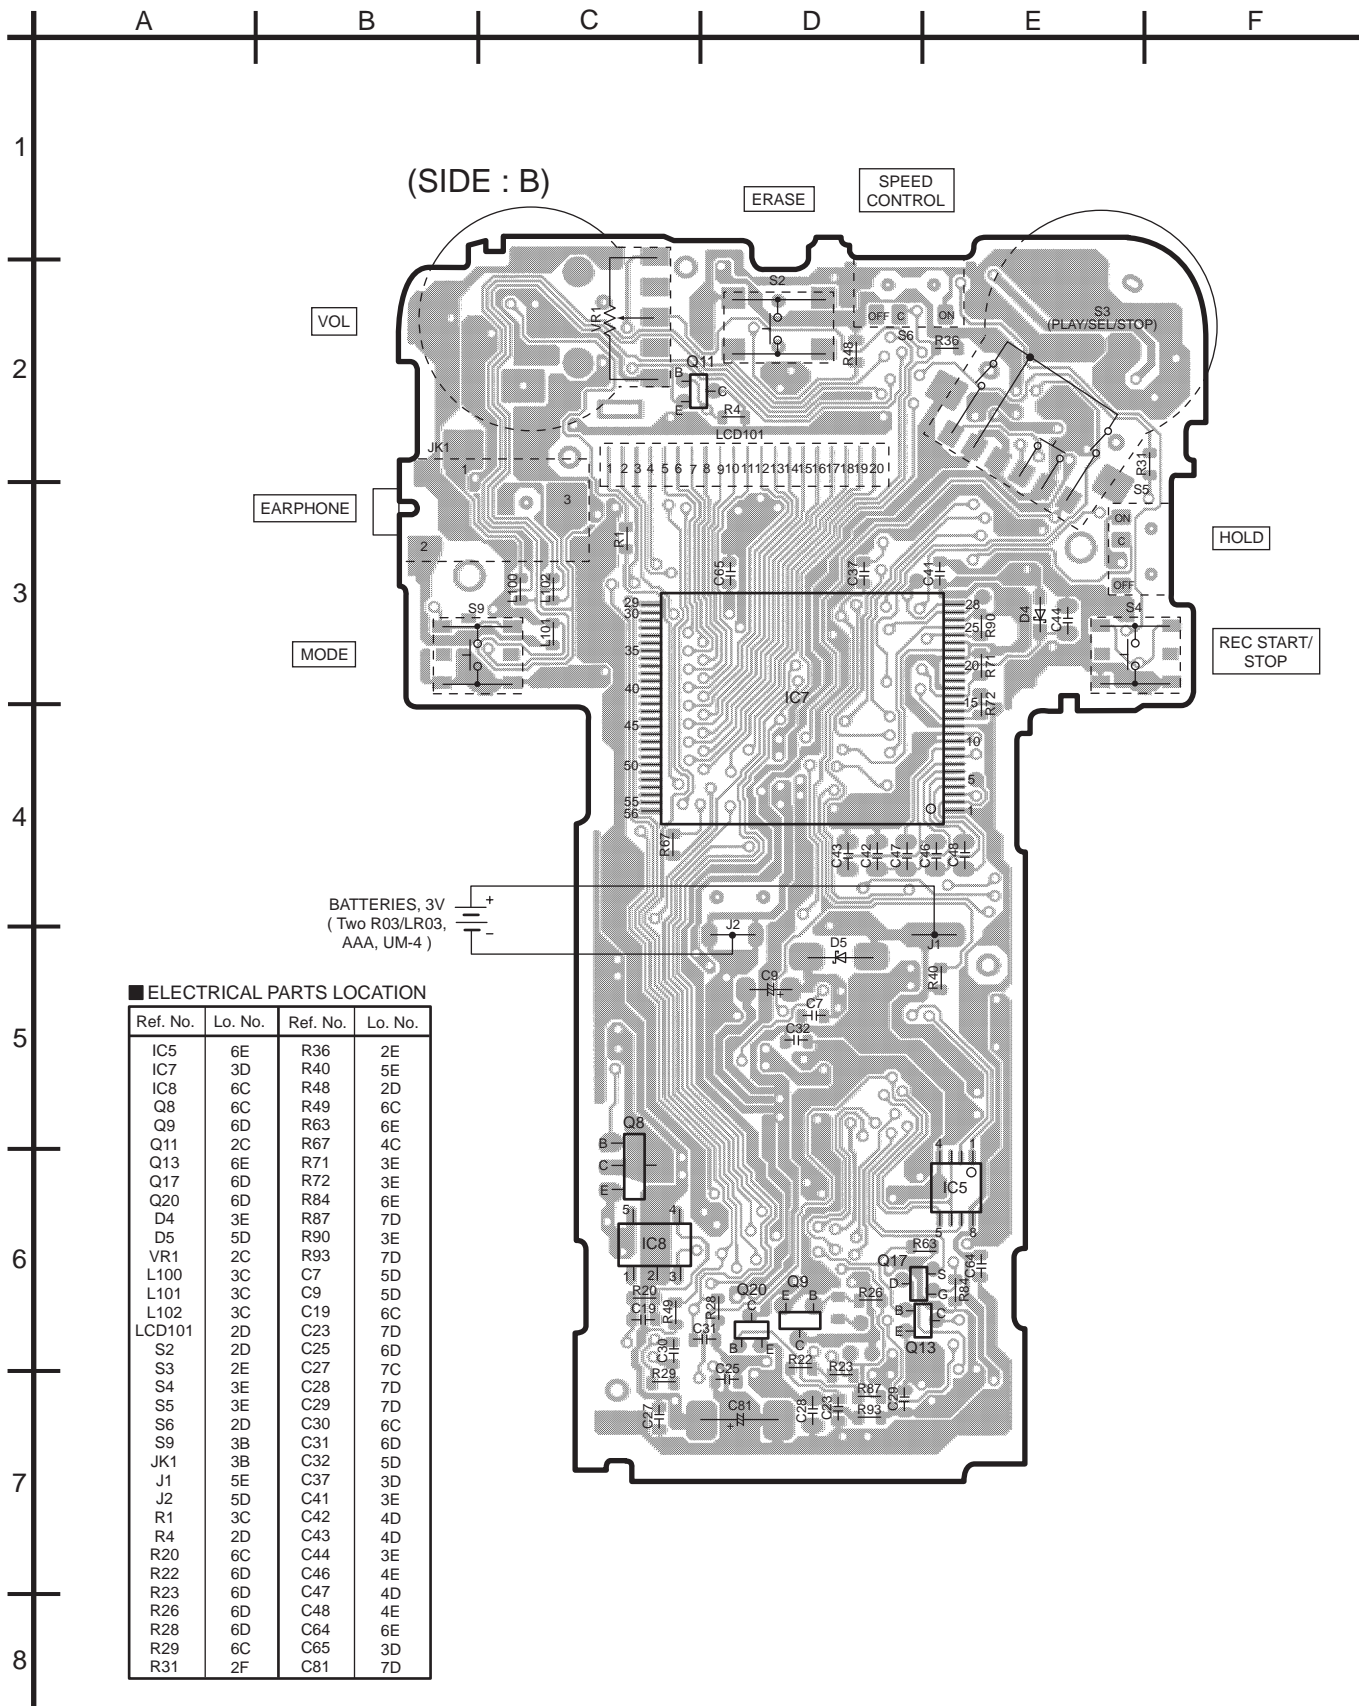 A B C D E F
1
(SIDE : B)
ERASE
SPEED
CONTROL
S2
VOL
VR1
OFF C ON
S6
S3
(PLAY/SEL/STOP)
2
R48
R36
Q11
B
C
E
R4
LCD101
JK1
1
1 2 3 4 5 6 7 8 9 10 11 12 13 14 15 16 17 18 19 20
R31
S5
EARPHONE
3
ON
C
OFF
HOLD
2
R1
C65
C37
C41
3
L100
L102
L101
S9
MODE
29
30
35
40
45
50
55
56
28
25
20
15
10
5
1
R90
R71
R72
D4
C44
S4
REC START/
STOP
IC7
4
R67
C43
C42
C47
C46
C48
BATTERIES, 3V
( Two R03/LR03,
AAA, UM-4 )
+
−
J2
D5
J1
C9
+
R40
C7
C32
5
■ ELECTRICAL PARTS LOCATION
Ref. No. Lo. No. Ref. No. Lo. No.
IC5 6E R36 2E
IC7 3D R40 5E
IC8 6C R48 2D
Q8 6C R49 6C
Q9 6D R63 6E
Q11 2C R67 4C
Q13 6E R71 3E
Q17 6D R72 3E
Q20 6D R84 6E
D4 3E R87 7D
D5 5D R90 3E
VR1 2C R93 7D
L100 3C C7 5D
L101 3C C9 5D
L102 3C C19 6C
LCD101 2D C23 7D
S2 2D C25 6D
S3 2E C27 7C
S4 3E C28 7D
S5 3E C29 7D
S6 2D C30 6C
S9 3B C31 6D
JK1 3B C32 5D
J1 5E C37 3D
J2 5D C41 3E
R1 3C C42 4D
R4 2D C43 4D
R20 6C C44 3E
R22 6D C46 4E
R23 6D C47 4D
R26 6D C48 4E
R28 6D C64 6E
R29 6C C65 3D
R31 2F C81 7D
Q8
B
C
E
4 1
IC5
5 8
5 4
IC8
1 2 3
6
R63
Q17
S
D
G
C64
R84
R20
C19
R49
R28
Q20
C
B E
Q9
E B
C
R26
B
C
E
Q13
C31
C30
R29
C25
R22
R23
R87
R93
C29
C27
C81
+
C28
C23
7
8